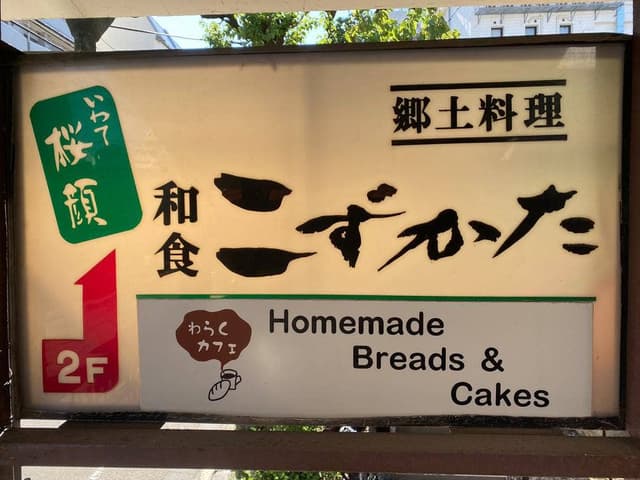 郷土料理
いわて
桜顔
和食
こずかた
2F
わらく
カフェ
Homemade
Breads &
Cakes